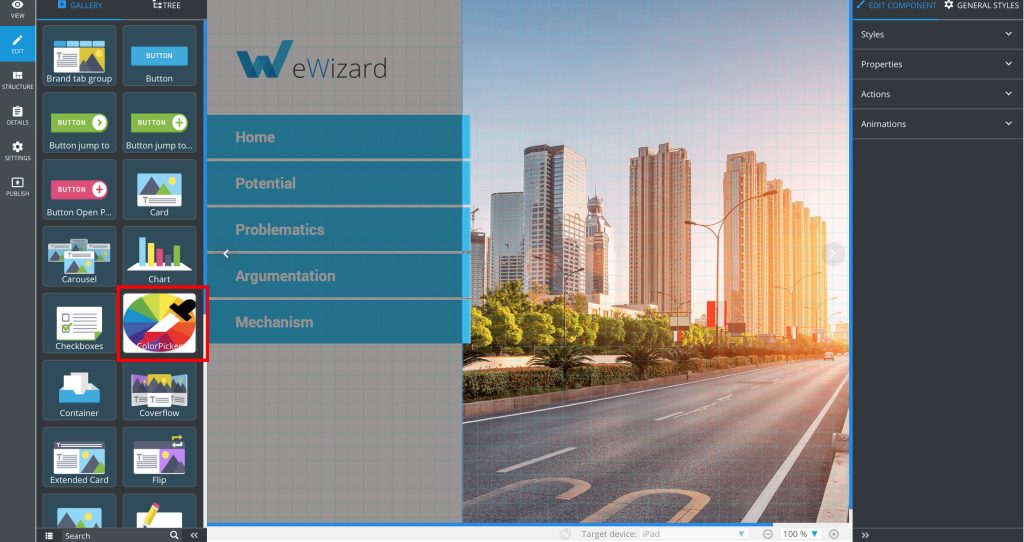 VIEW
EDIT
STRUCTURE
DETAILS
SETTINGS
PUBLISH
GALLERY
TREE
Brand tab group
BUTTON
Button
BUTTON
Button jump to
BUTTON
Button jump to...
BUTTON
Button Open P...
Card
Carousel
Chart
Checkboxes
ColorPicker
Container
Coverflow
Extended Card
Flip
Search
WeWizard
Home
Potential
Problematics
Argumentation
Mechanism
Target device: iPad
100 %
EDIT COMPONENT
GENERAL STYLES
Styles
Properties
Actions
Animations